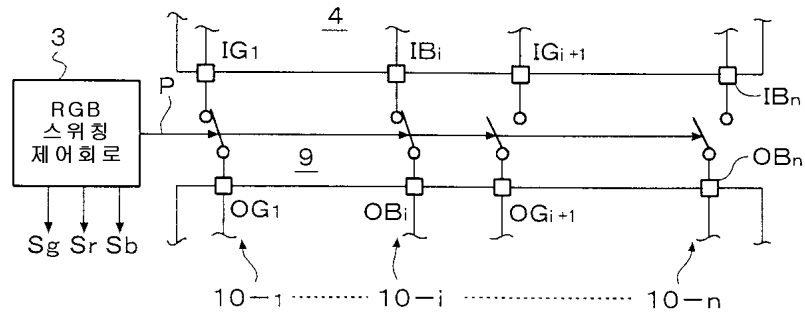 4
3
IG1 IBi IGi+1 IBn
RGB
스위칭
제어회로
P
9
OG1 OBi OGi+1 OBn
Sg Sr Sb
10-1 ········ 10-i ················ 10-n